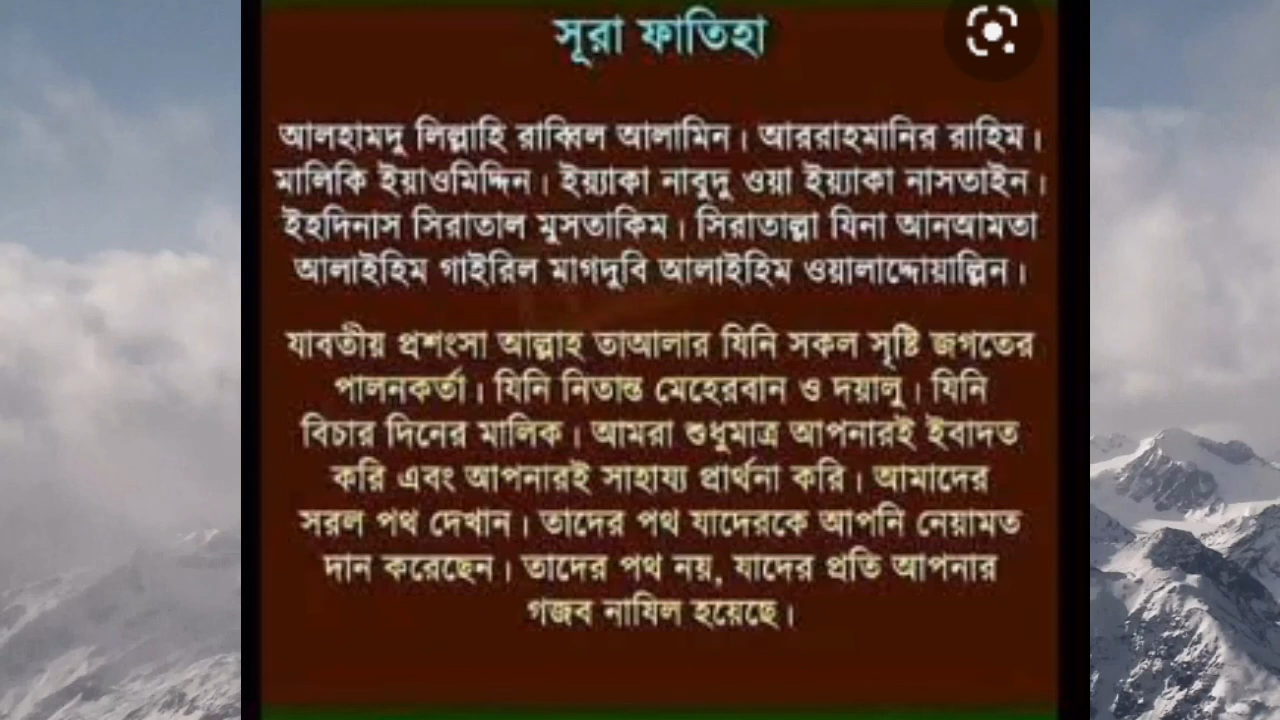 সূরা ফাতিহা
আলহামদু লিল্লাহি রাব্বিল আলামিন। আররাহমানির রাহিম।
মালিকি ইয়াওমিদ্দিন। ইয়্যাকা নাবুদু ওয়া ইয়্যাকা নাসতাইন।
ইহদিনাস সিরাতাল মুসতাকিম। সিরাতাল্লা যিনা আনআমতা
আলাইহিম গাইরিল মাগদুবি আলাইহিম ওয়ালাদ্দোয়াল্লিন।
যাবতীয় প্রশংসা আল্লাহ তাআলার যিনি সকল সৃষ্টি জগতের
পালনকর্তা। যিনি নিতান্ত মেহেরবান ও দয়ালু। যিনি
বিচার দিনের মালিক। আমরা শুধুমাত্র আপনারই ইবাদত
করি এবং আপনারই সাহায্য প্রার্থনা করি। আমাদের
সরল পথ দেখান। তাদের পথ যাদেরকে আপনি নেয়ামত
দান করেছেন। তাদের পথ নয়, যাদের প্রতি আপনার
গজব নাযিল হয়েছে।